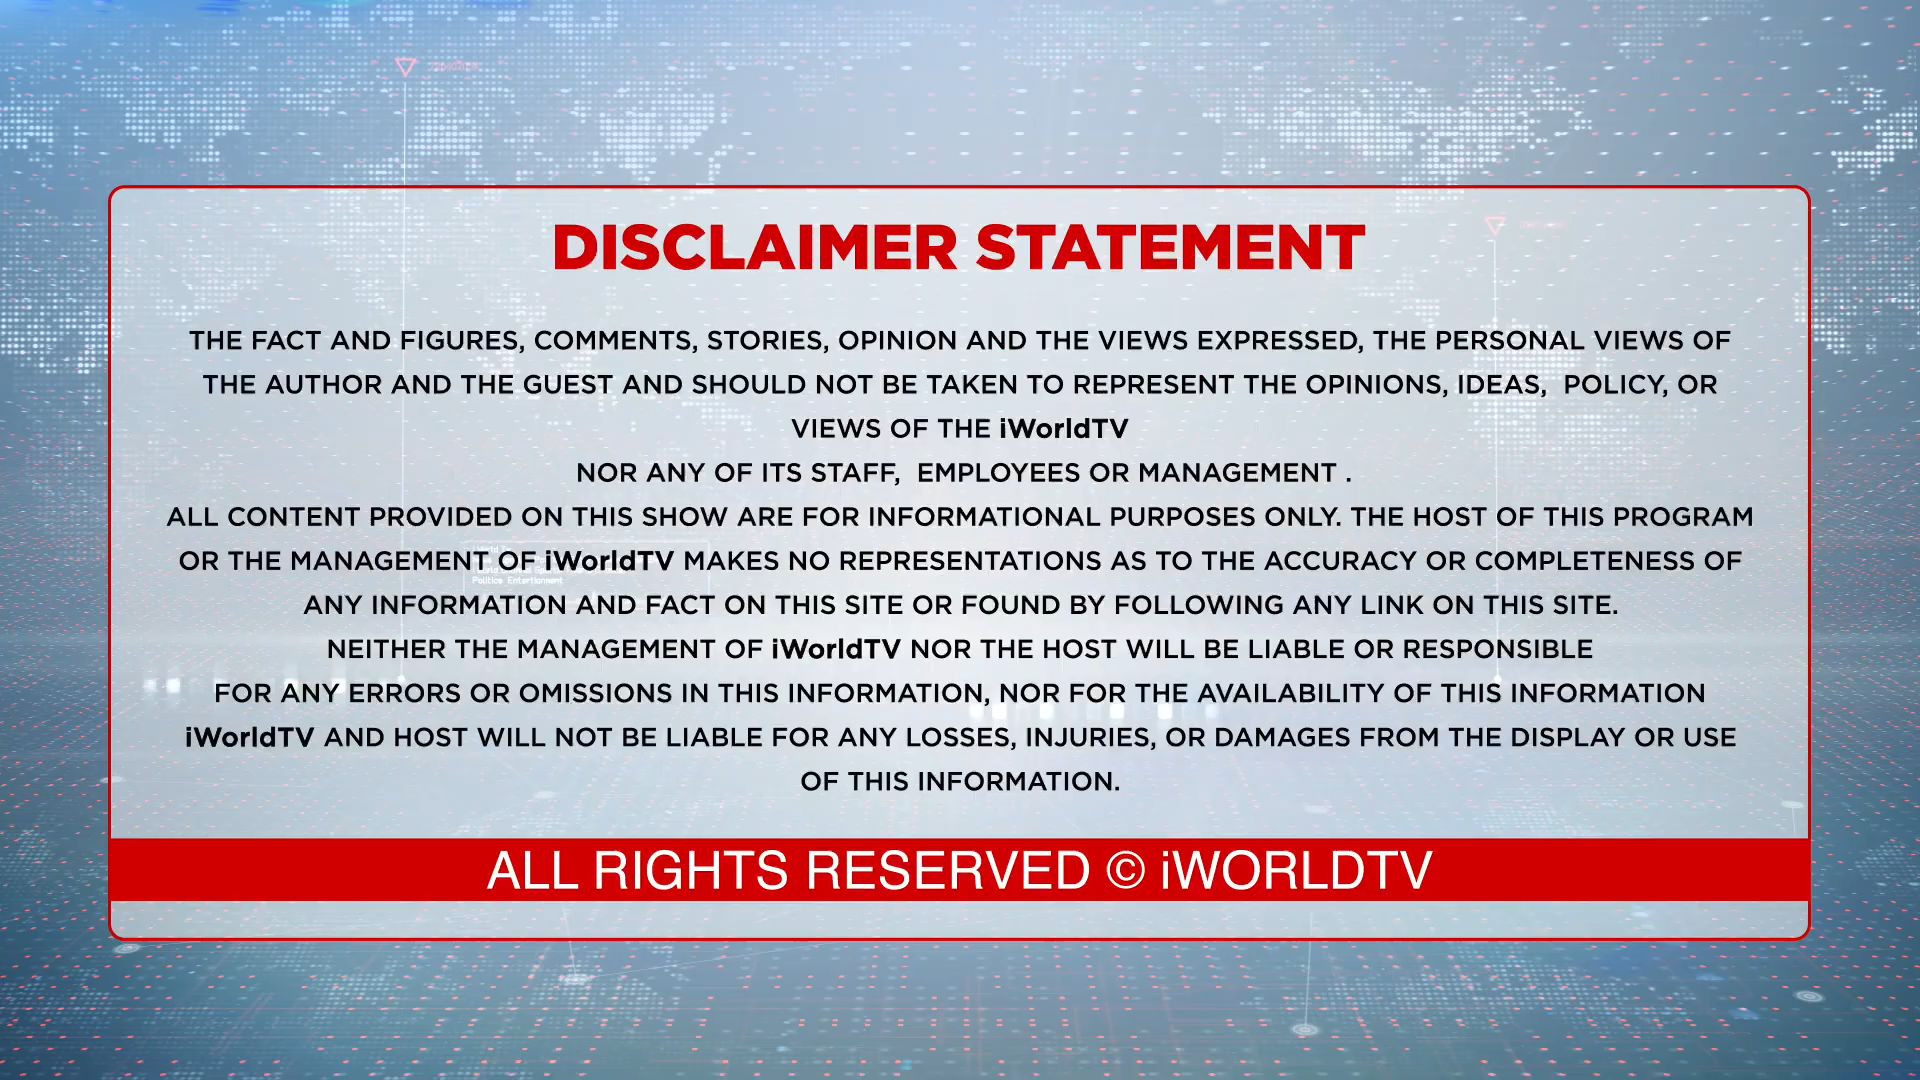 DISCLAIMER STATEMENT
THE FACT AND FIGURES, COMMENTS, STORIES, OPINION AND THE VIEWS EXPRESSED, THE PERSONAL VIEWS OF
THE AUTHOR AND THE GUEST AND SHOULD NOT BE TAKEN TO REPRESENT THE OPINIONS, IDEAS,  POLICY, OR
VIEWS OF THE iWorldTV
NOR ANY OF ITS STAFF,  EMPLOYEES OR MANAGEMENT .
ALL CONTENT PROVIDED ON THIS SHOW ARE FOR INFORMATIONAL PURPOSES ONLY. THE HOST OF THIS PROGRAM
OR THE MANAGEMENT OF iWorldTV MAKES NO REPRESENTATIONS AS TO THE ACCURACY OR COMPLETENESS OF
Politics Entertionment
ANY INFORMATION AND FACT ON THIS SITE OR FOUND BY FOLLOWING ANY LINK ON THIS SITE.
NEITHER THE MANAGEMENT OF iWorldTV NOR THE HOST WILL BE LIABLE OR RESPONSIBLE
FOR ANY ERRORS OR OMISSIONS IN THIS INFORMATION, NOR FOR THE AVAILABILITY OF THIS INFORMATION
iWorldTV AND HOST WILL NOT BE LIABLE FOR ANY LOSSES, INJURIES, OR DAMAGES FROM THE DISPLAY OR USE
OF THIS INFORMATION.
ALL RIGHTS RESERVED © iWORLDTV